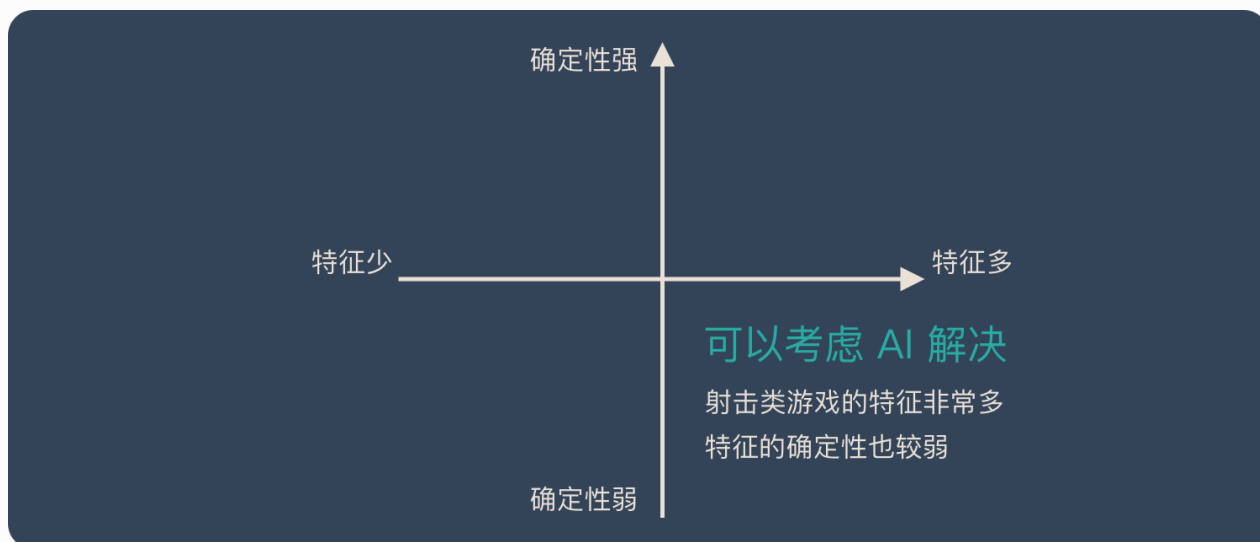 确定性强
特征少
特征多
可以考虑 AI 解决
射击类游戏的特征非常多
特征的确定性也较弱
确定性弱